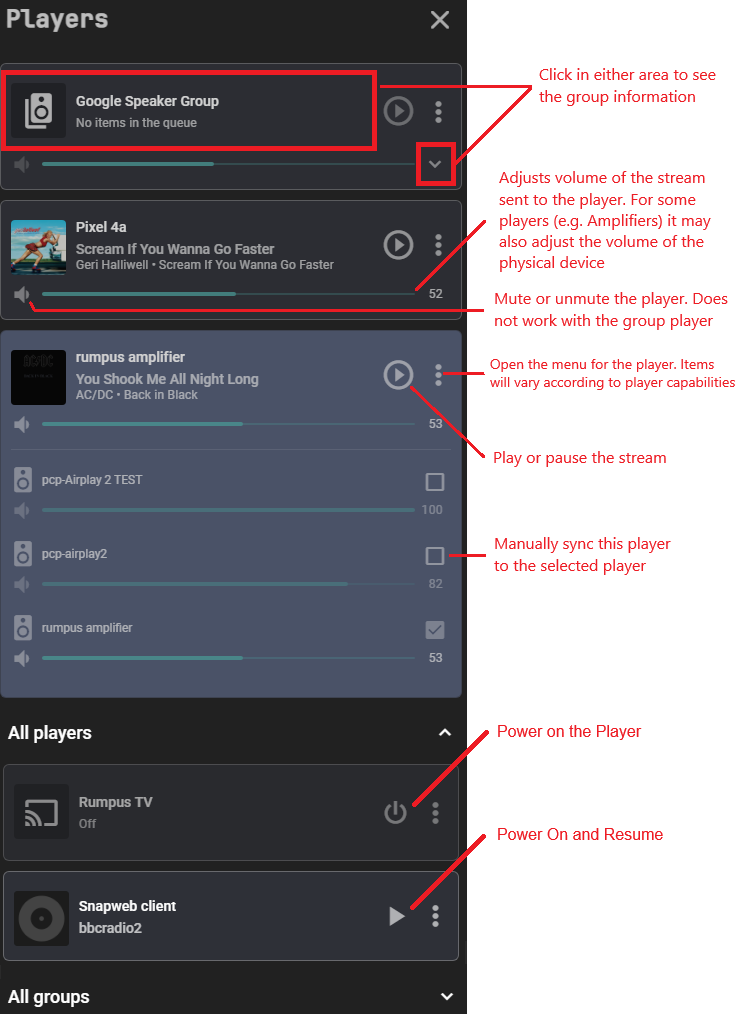 Players
Google Speaker Group
No items in the queue
Click in either area to see
the group information
Pixel 4a
Scream If You Wanna Go Faster
Geri Halliwell • Scream If You Wanna Go Faster
52
Adjusts volume of the stream
sent to the player. For some
players (e.g. Amplifiers) it may
also adjust the volume of the
physical device
Mute or unmute the player. Does
not work with the group player
rumpus amplifier
You Shook Me All Night Long
AC/DC • Back in Black
53
Open the menu for the player. Items
will vary according to player capabilities
Play or pause the stream
pcp-Airplay 2 TEST
100
pcp-airplay2
82
Manually sync this player
to the selected player
rumpus amplifier
53
All players
Power on the Player
Rumpus TV
Off
Power On and Resume
Snapweb client
bbcradio2
All groups